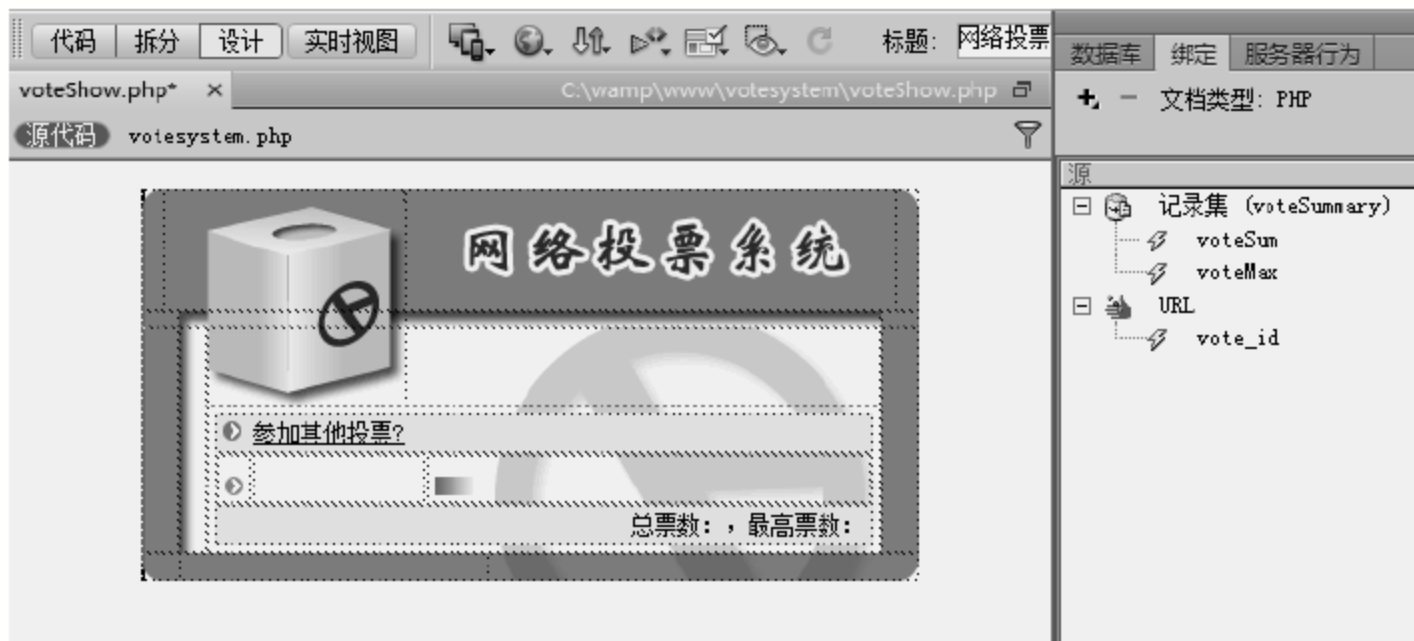 代码 拆分 设计 实时视图 标题: 网络投票
数据库 绑定 服务器行为
voteShow.php* × C:\wamp\www\votesystem\voteShow.php
文档类型: PHP
源代码 votesystem.php
源
记录集 (voteSummary)
voteSum
voteMax
URL
vote_id
网络投票系统
参加其他投票?
总票数: , 最高票数: